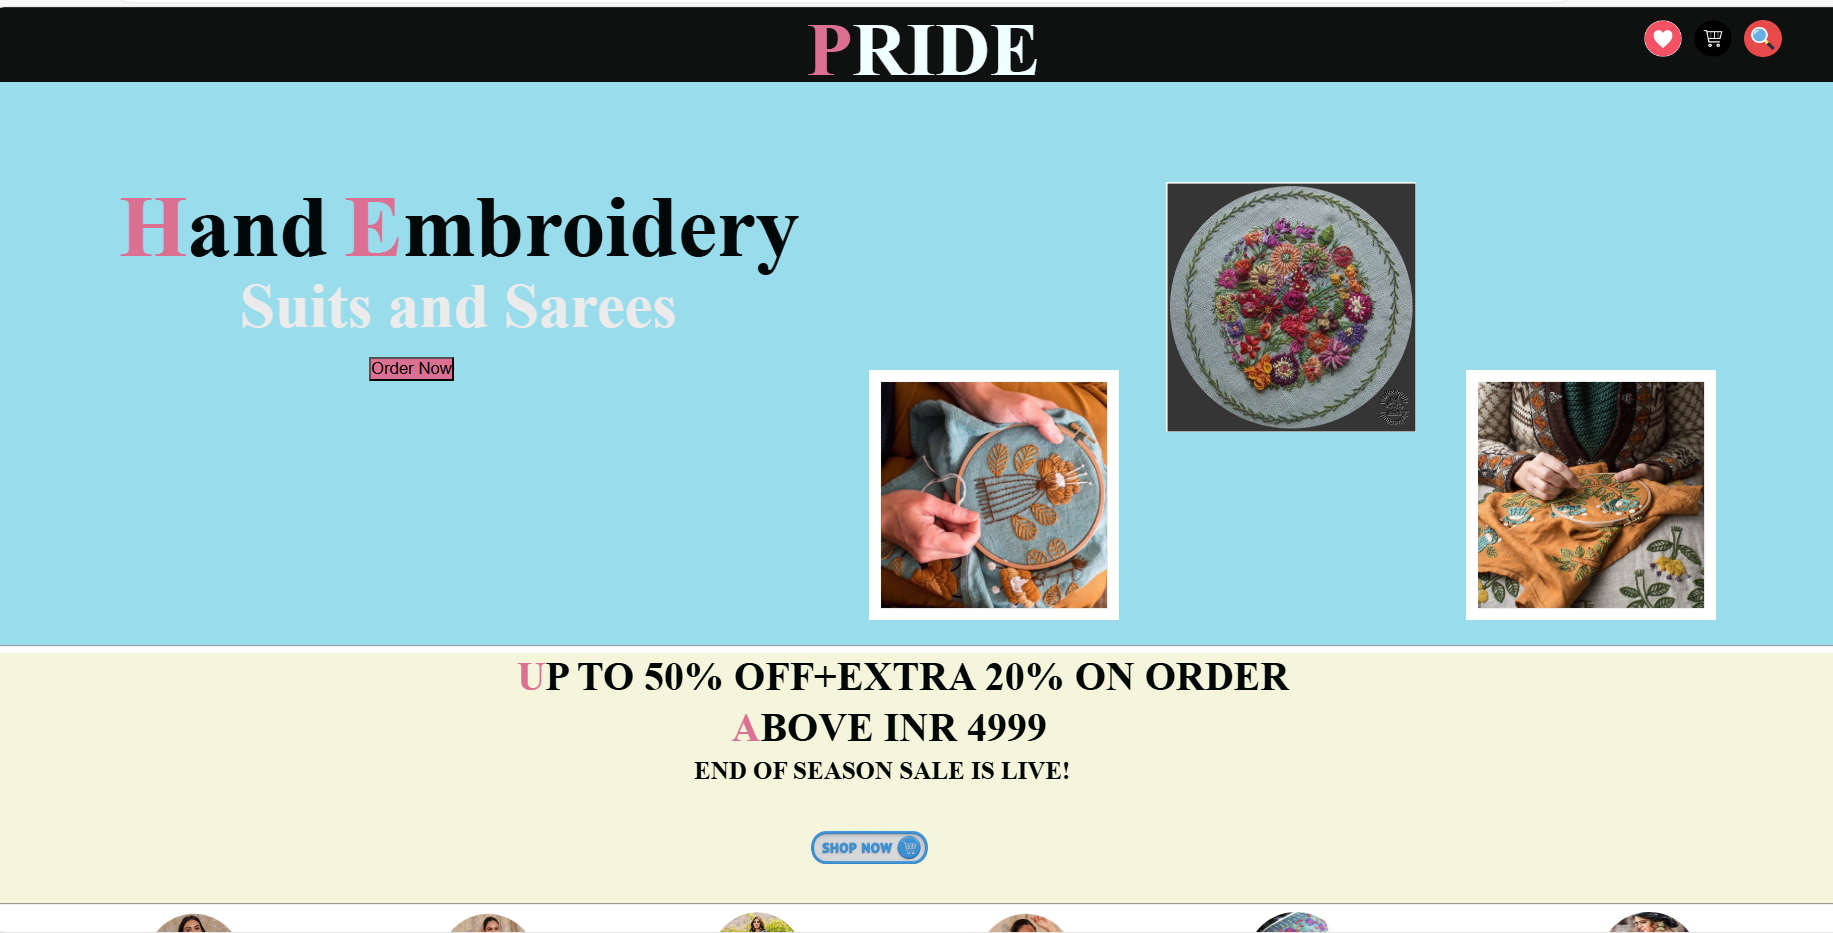 PRIDE
Hand Embroidery
Suits and Sarees
Order Now
UP TO 50% OFF+EXTRA 20% ON ORDER
ABOVE INR 4999
END OF SEASON SALE IS LIVE!
SHOP NOW